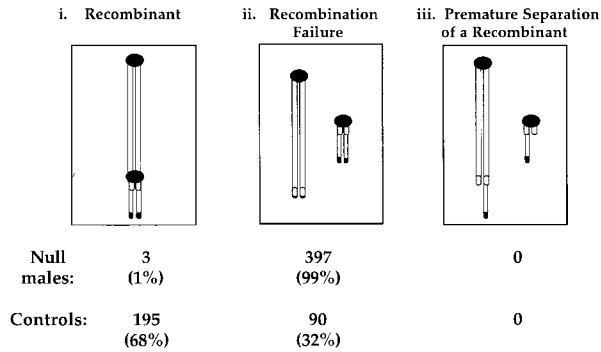 i. Recombinant
ii. Recombination
Failure
iii. Premature Separation
of a Recombinant
Null
males:
3
(1%)
397
(99%)
0
Controls:
195
(68%)
90
(32%)
0